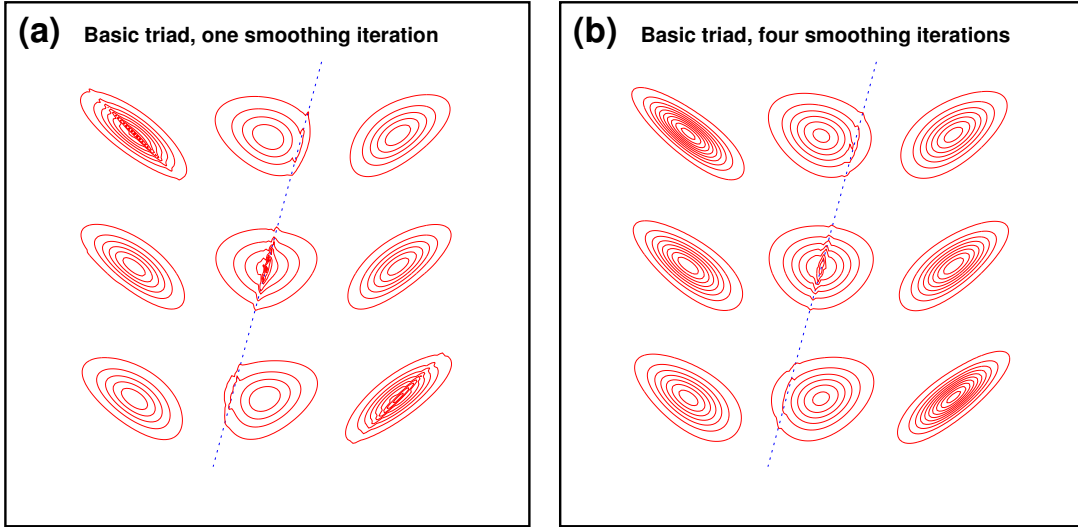 (a) Basic triad, one smoothing iteration
(b) Basic triad, four smoothing iterations